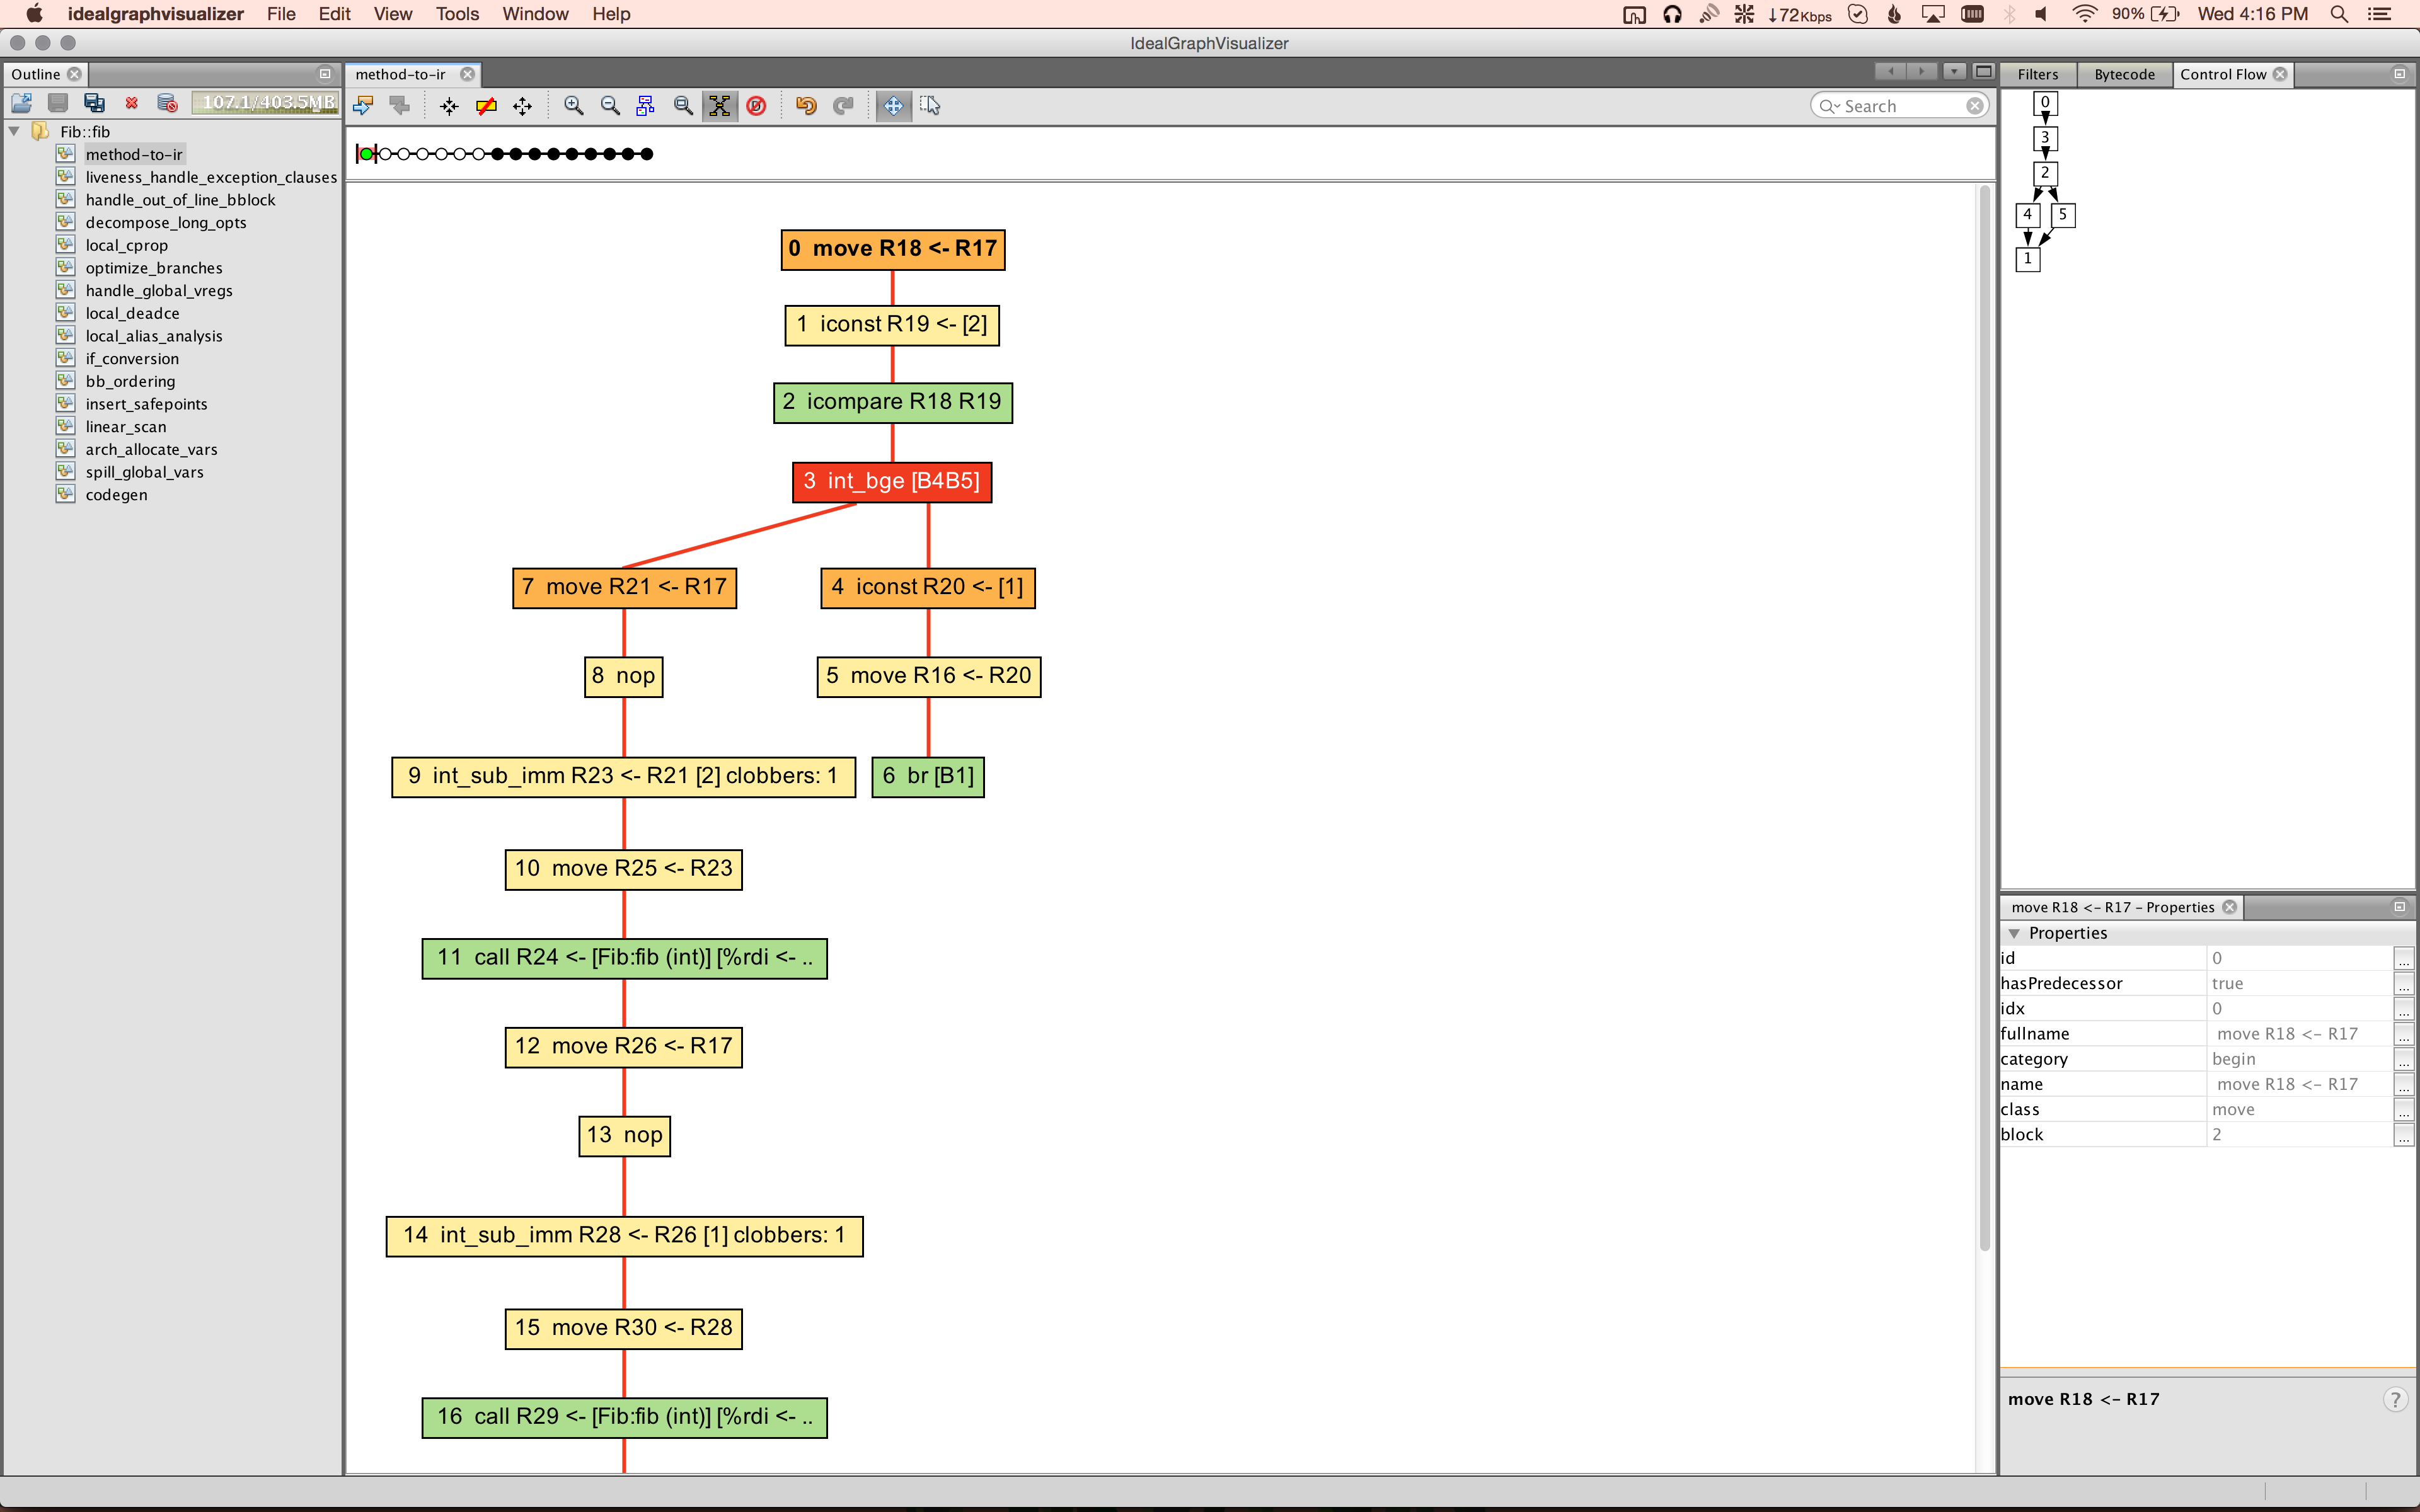 idealgraphvisualizer File Edit View Tools Window Help
↓72Kbps 90% Wed 4:16 PM
IdealGraphVisualizer
Outline
107.1/403.5MB
Fib::fib
method-to-ir
liveness_handle_exception_clauses
handle_out_of_line_bblock
decompose_long_opts
local_cprop
optimize_branches
handle_global_vregs
local_deadce
local_alias_analysis
if_conversion
bb_ordering
insert_safepoints
linear_scan
arch_allocate_vars
spill_global_vars
codegen
method-to-ir
Search
0 move R18 <- R17
1 iconst R19 <- [2]
2 icompare R18 R19
3 int_bge [B4B5]
7 move R21 <- R17
4 iconst R20 <- [1]
8 nop
5 move R16 <- R20
9 int_sub_imm R23 <- R21 [2] clobbers: 1
6 br [B1]
10 move R25 <- R23
11 call R24 <- [Fib:fib (int)] [%rdi <- ..
12 move R26 <- R17
13 nop
14 int_sub_imm R28 <- R26 [1] clobbers: 1
15 move R30 <- R28
16 call R29 <- [Fib:fib (int)] [%rdi <- ..
Filters Bytecode Control Flow
0
3
2
4 5
1
move R18 <- R17 - Properties
Properties
id 0 ...
hasPredecessor true ...
idx 0 ...
fullname move R18 <- R17 ...
category begin ...
name move R18 <- R17 ...
class move ...
block 2 ...
move R18 <- R17
?